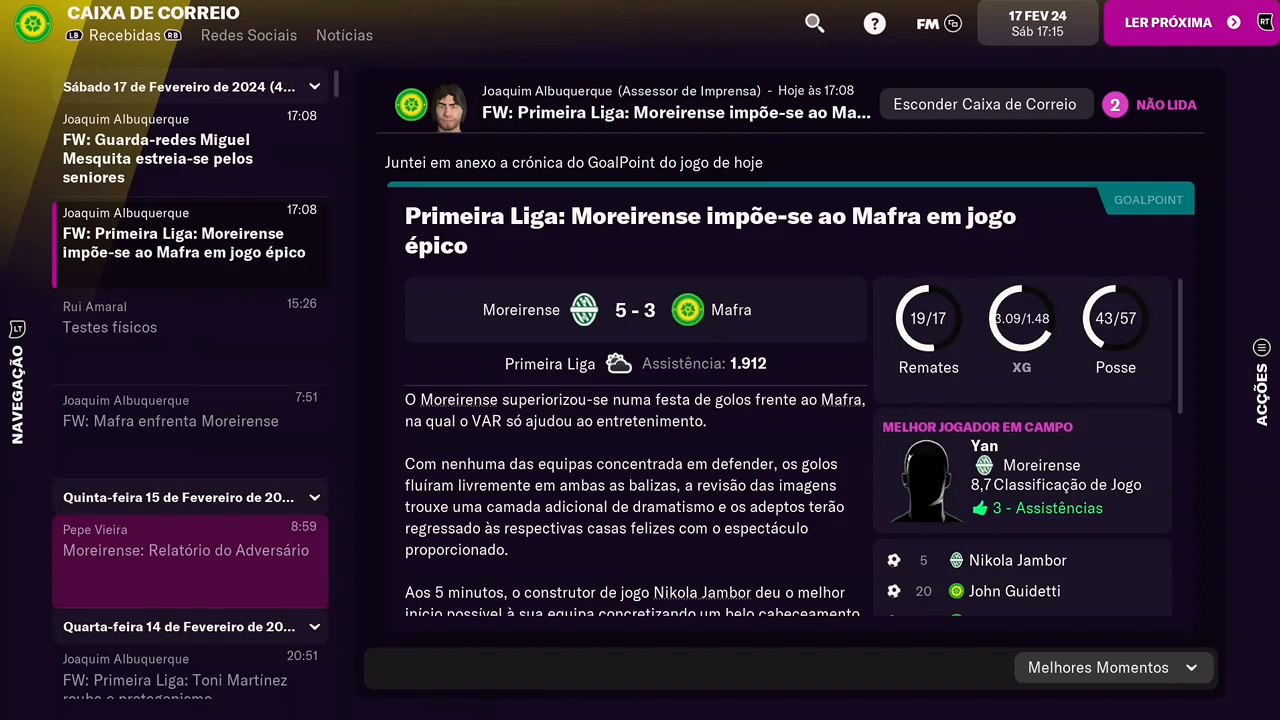 CAIXA DE CORREIO
LB Recebidas RB Redes Sociais Notícias
FM
17 FEV 24
Sáb 17:15
LER PRÓXIMA
RT
Sábado 17 de Fevereiro de 2024 (4...
Joaquim Albuquerque 17:08
FW: Guarda-redes Miguel
Mesquita estreia-se pelos
seniores
Joaquim Albuquerque 17:08
FW: Primeira Liga: Moreirense
impõe-se ao Mafra em jogo épico
Rui Amaral 15:26
Testes físicos
Joaquim Albuquerque 7:51
FW: Mafra enfrenta Moreirense
Quinta-feira 15 de Fevereiro de 20...
Pepe Vieira 8:59
Moreirense: Relatório do Adversário
Quarta-feira 14 de Fevereiro de 20...
Joaquim Albuquerque 20:51
FW: Primeira Liga: Toni Martínez
rouba o protagonismo
LT
NAVEGAÇÃO
Joaquim Albuquerque (Assessor de Imprensa) - Hoje às 17:08
FW: Primeira Liga: Moreirense impõe-se ao Ma...
Esconder Caixa de Correio
2 NÃO LIDA
Juntei em anexo a crónica do GoalPoint do jogo de hoje
GOALPOINT
Primeira Liga: Moreirense impõe-se ao Mafra em jogo
épico
Moreirense 5 - 3 Mafra
Primeira Liga Assistência: 1.912
O Moreirense superiorizou-se numa festa de golos frente ao Mafra,
na qual o VAR só ajudou ao entretenimento.
Com nenhuma das equipas concentrada em defender, os golos
fluíram livremente em ambas as balizas, a revisão das imagens
trouxe uma camada adicional de dramatismo e os adeptos terão
regressado às respectivas casas felizes com o espectáculo
proporcionado.
Aos 5 minutos, o construtor de jogo Nikola Jambor deu o melhor
início possível à sua equipa concretizando um belo cabeceamento
19/17 3.09/1.48 43/57
Remates XG Posse
MELHOR JOGADOR EM CAMPO
Yan
Moreirense
8,7 Classificação de Jogo
3 - Assistências
5 Nikola Jambor
20 John Guidetti
Melhores Momentos
ACÇÕES